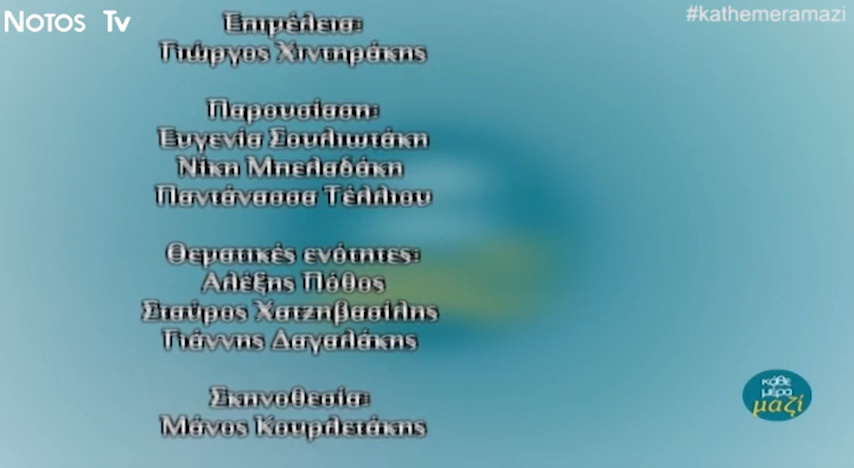 NOTOS TV
#kathemeramazi
Επιμέλεια:
Γιώργος Χιντηράκης
Παρουσίαση:
Ευγενία Σουλιωτάκη
Νίκη Μπελαδάκη
Παντάνασσα Τέλλιου
Θεματικές ενότητες:
Αλέξης Πόθος
Σταύρος Χατζηβασίλης
Γιάννης Δαγαλάκης
Σκηνοθεσία:
Μάνος Κουρλετάκης
κάθε
μέρα
μαζί